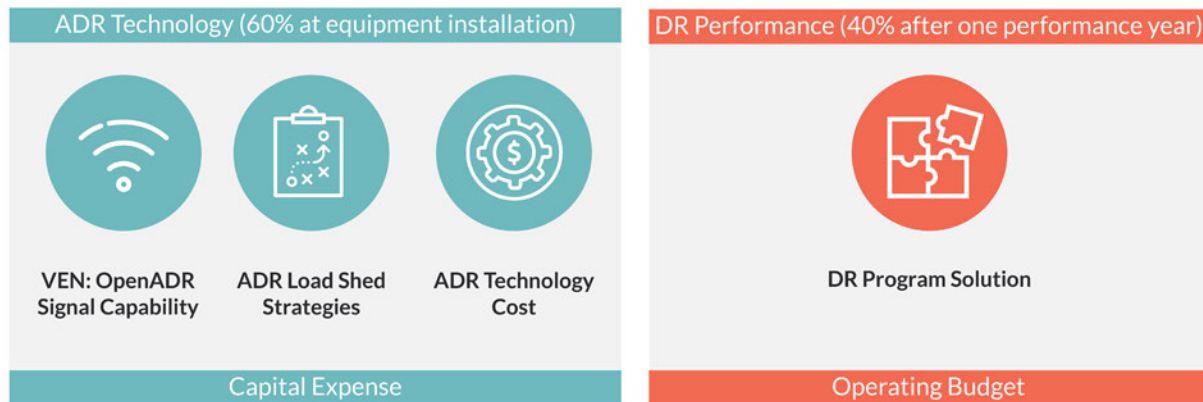 ADR Technology (60% at equipment installation)
VEN: OpenADR
Signal Capability
ADR Load Shed
Strategies
$
ADR Technology
Cost
Capital Expense
DR Performance (40% after one performance year)
DR Program Solution
Operating Budget